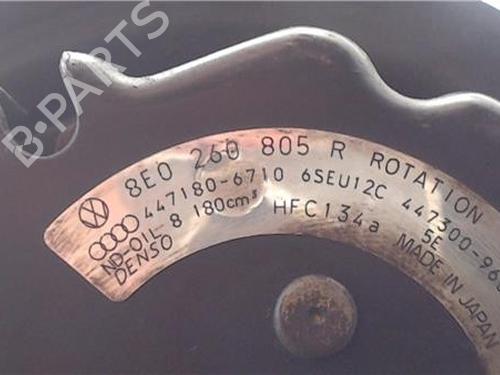 B-PARTS
8E0 260 805 R ROTATION
447180-6710 6SEU12C 447300-96
ND-OIL 8 180cm³ HFC134a 5E
DENSO MADE IN JAPAN